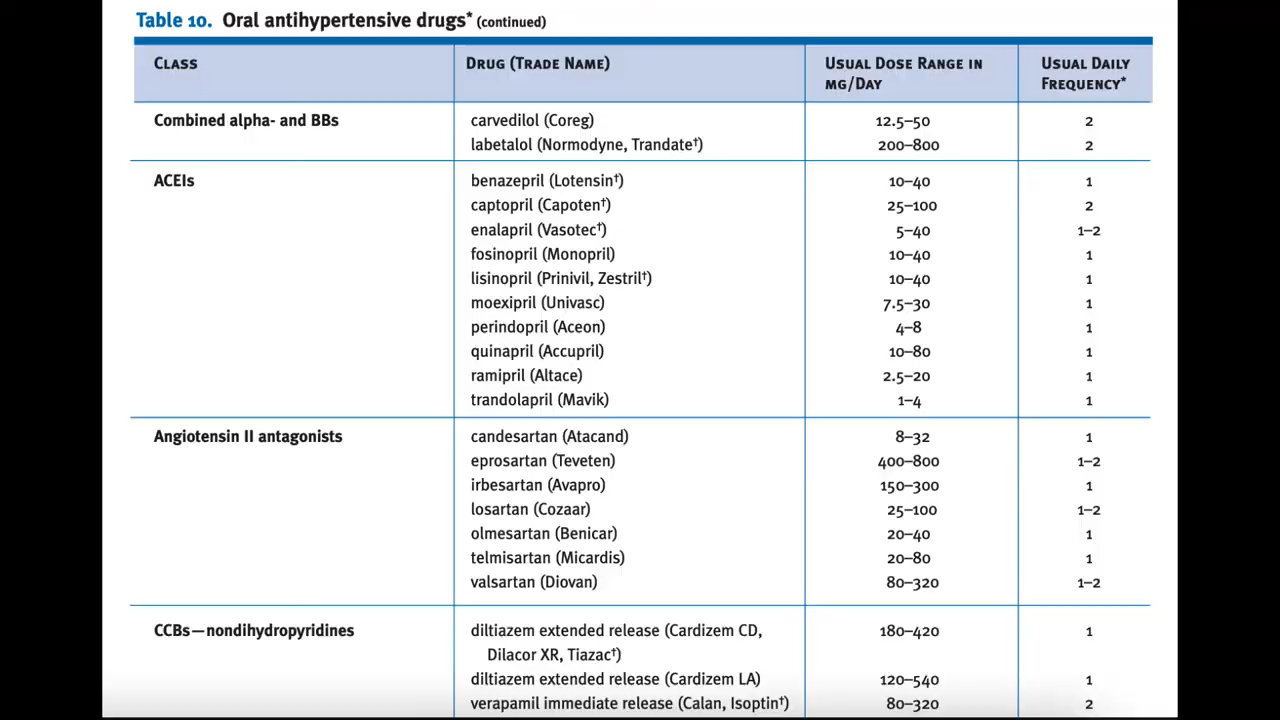 Table 10. Oral antihypertensive drugs* (continued)
Class Drug (Trade Name) Usual Dose Range in mg/Day Usual Daily Frequency*
Combined alpha- and BBs carvedilol (Coreg) 12.5–50 2
labetalol (Normodyne, Trandate†) 200–800 2
ACEIs benazepril (Lotensin†) 10–40 1
captopril (Capoten†) 25–100 2
enalapril (Vasotec†) 5–40 1–2
fosinopril (Monopril) 10–40 1
lisinopril (Prinivil, Zestril†) 10–40 1
moexipril (Univasc) 7.5–30 1
perindopril (Aceon) 4–8 1
quinapril (Accupril) 10–80 1
ramipril (Altace) 2.5–20 1
trandolapril (Mavik) 1–4 1
Angiotensin II antagonists candesartan (Atacand) 8–32 1
eprosartan (Teveten) 400–800 1–2
irbesartan (Avapro) 150–300 1
losartan (Cozaar) 25–100 1–2
olmesartan (Benicar) 20–40 1
telmisartan (Micardis) 20–80 1
valsartan (Diovan) 80–320 1–2
CCBs—nondihydropyridines diltiazem extended release (Cardizem CD, 180–420 1
Dilacor XR, Tiazac†)
diltiazem extended release (Cardizem LA) 120–540 1
verapamil immediate release (Calan, Isoptin†) 80–320 2